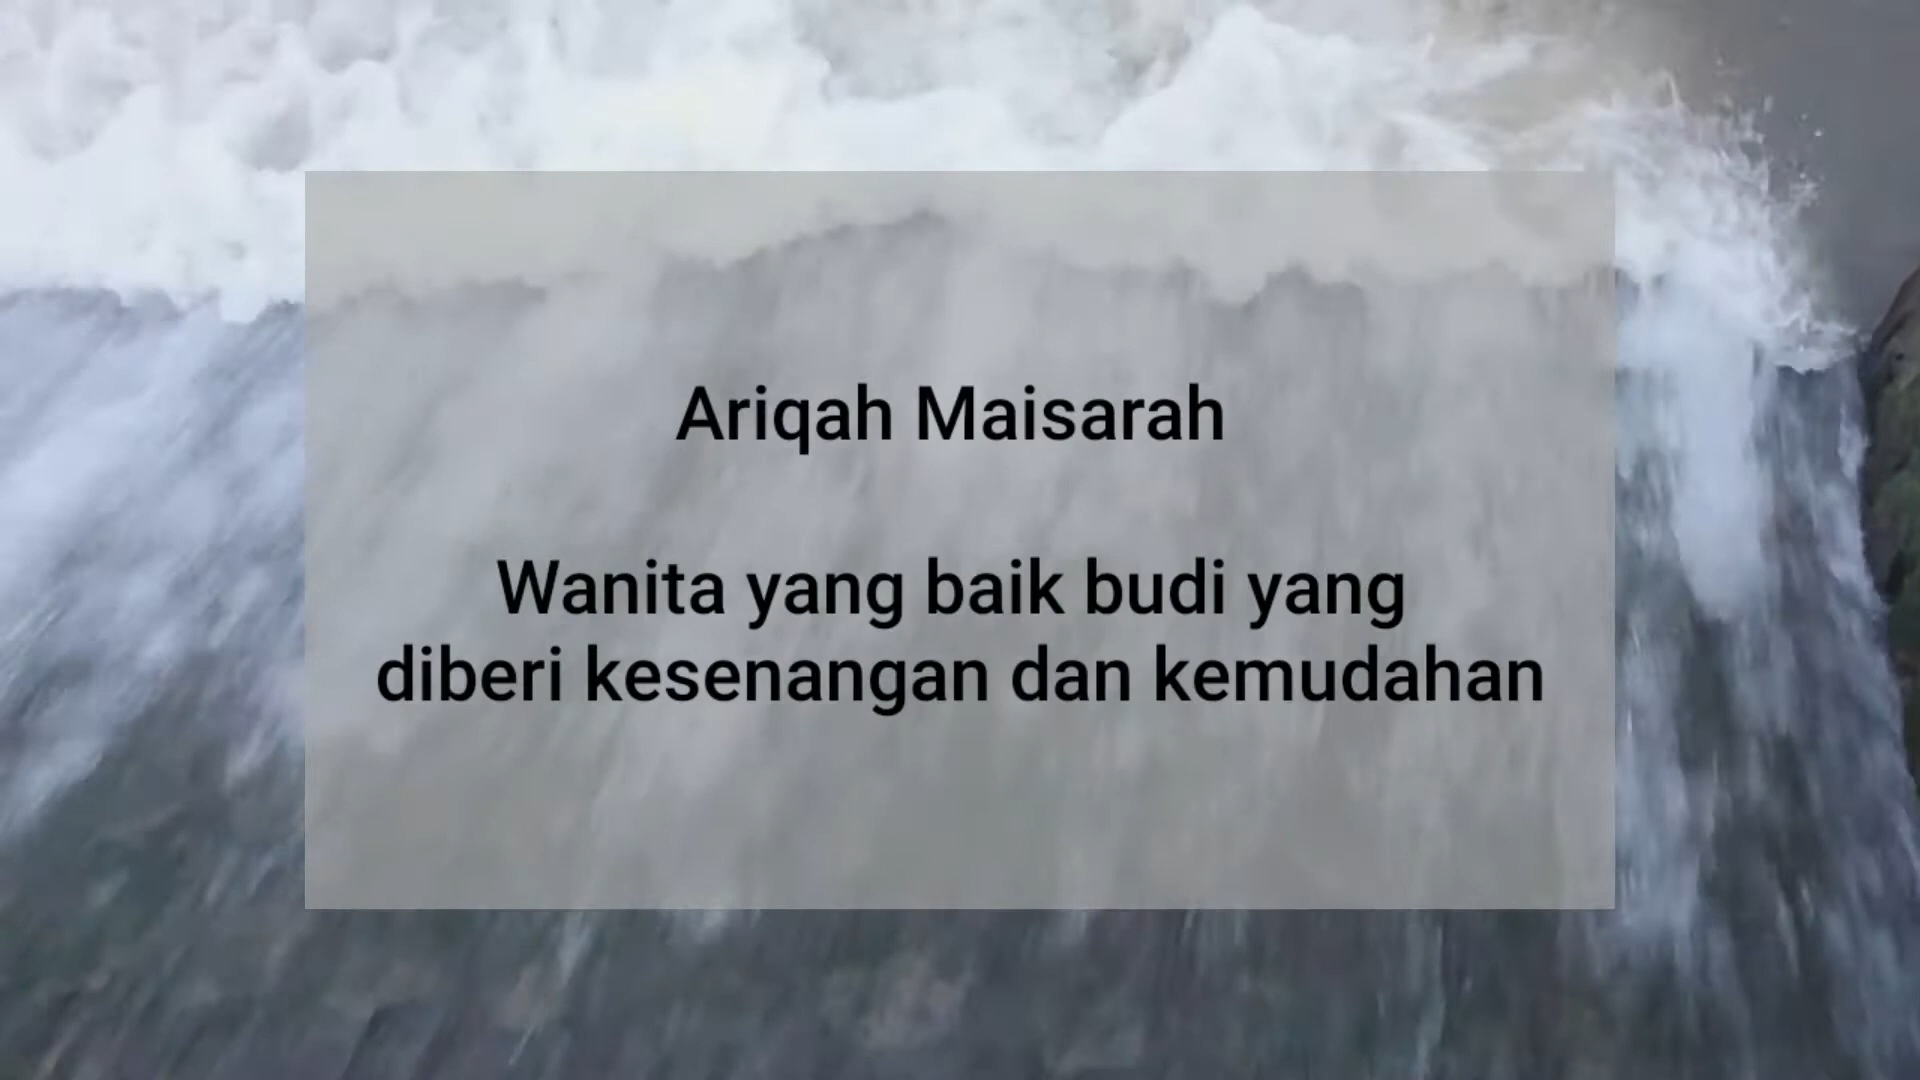 Ariqah Maisarah
Wanita yang baik budi yang
diberi kesenangan dan kemudahan